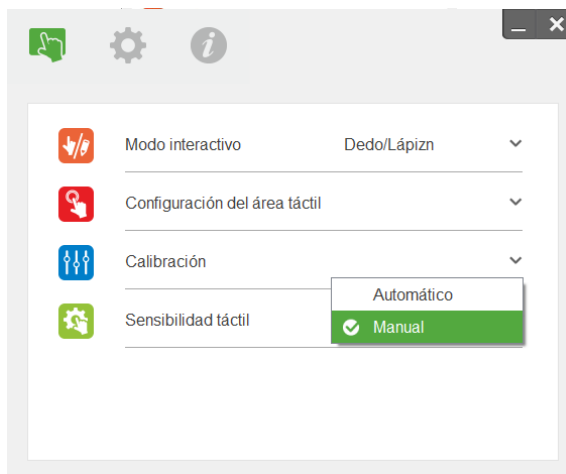 Modo interactivo Dedo/Lápizn
Configuración del área táctil
Calibración
Automático
Sensibilidad táctil
Manual